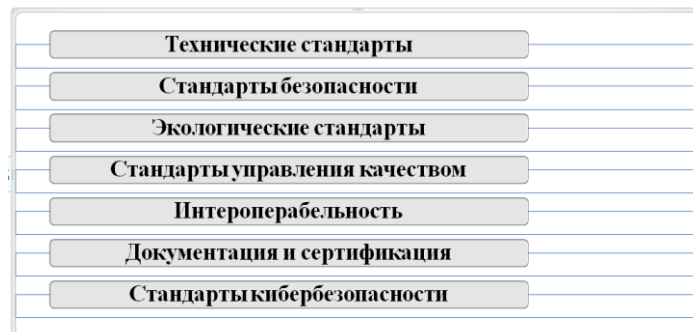 Технические стандарты
Стандарты безопасности
Экологические стандарты
Стандарты управления качеством
Интероперабельность
Документация и сертификация
Стандарты кибербезопасности